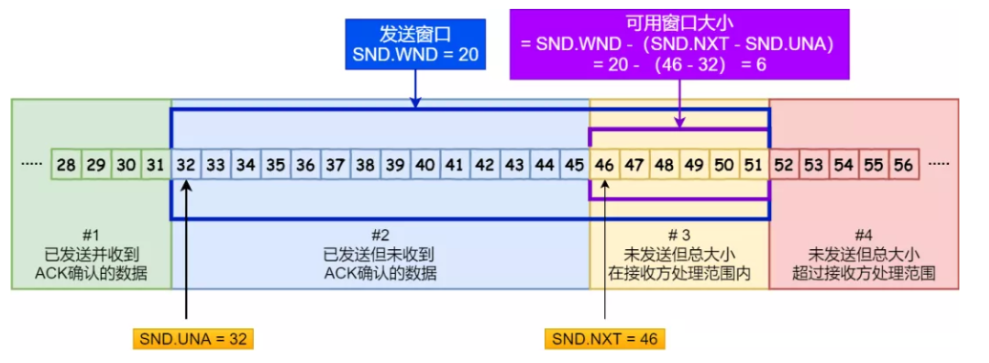 发送窗口
SND.WND = 20
可用窗口大小
= SND.WND -（SND.NXT - SND.UNA）
= 20 -（46 - 32） = 6
····· 28 29 30 31 32 33 34 35 36 37 38 39 40 41 42 43 44 45 46 47 48 49 50 51 52 53 54 55 56 ·····
#1
已发送并收到
ACK确认的数据
#2
已发送但未收到
ACK确认的数据
# 3
未发送但总大小
在接收方处理范围内
#4
未发送但总大小
超过接收方处理范围
SND.UNA = 32
SND.NXT = 46